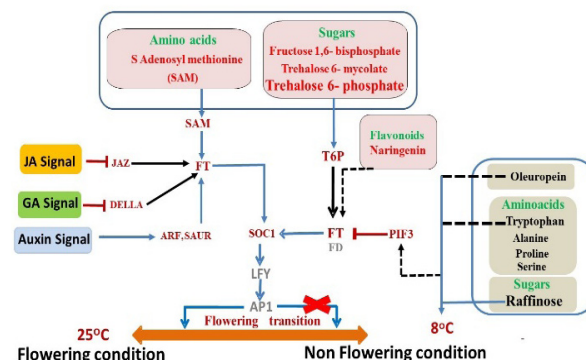 Amino acids
S Adenosyl methionine
(SAM)
Sugars
Fructose 1,6- bisphosphate
Trehalose 6- mycolate
Trehalose 6- phosphate
SAM
T6P
Flavonoids
Naringenin
JA Signal
JAZ
FT
GA Signal
DELLA
Auxin Signal
ARF,SAUR
SOC1
FT
FD
PIF3
Oleuropein
Aminoacids
Tryptophan
Alanine
Proline
Serine
Sugars
Raffinose
LFY
AP1
Flowering transition
25°C
Flowering condition
8°C
Non Flowering condition